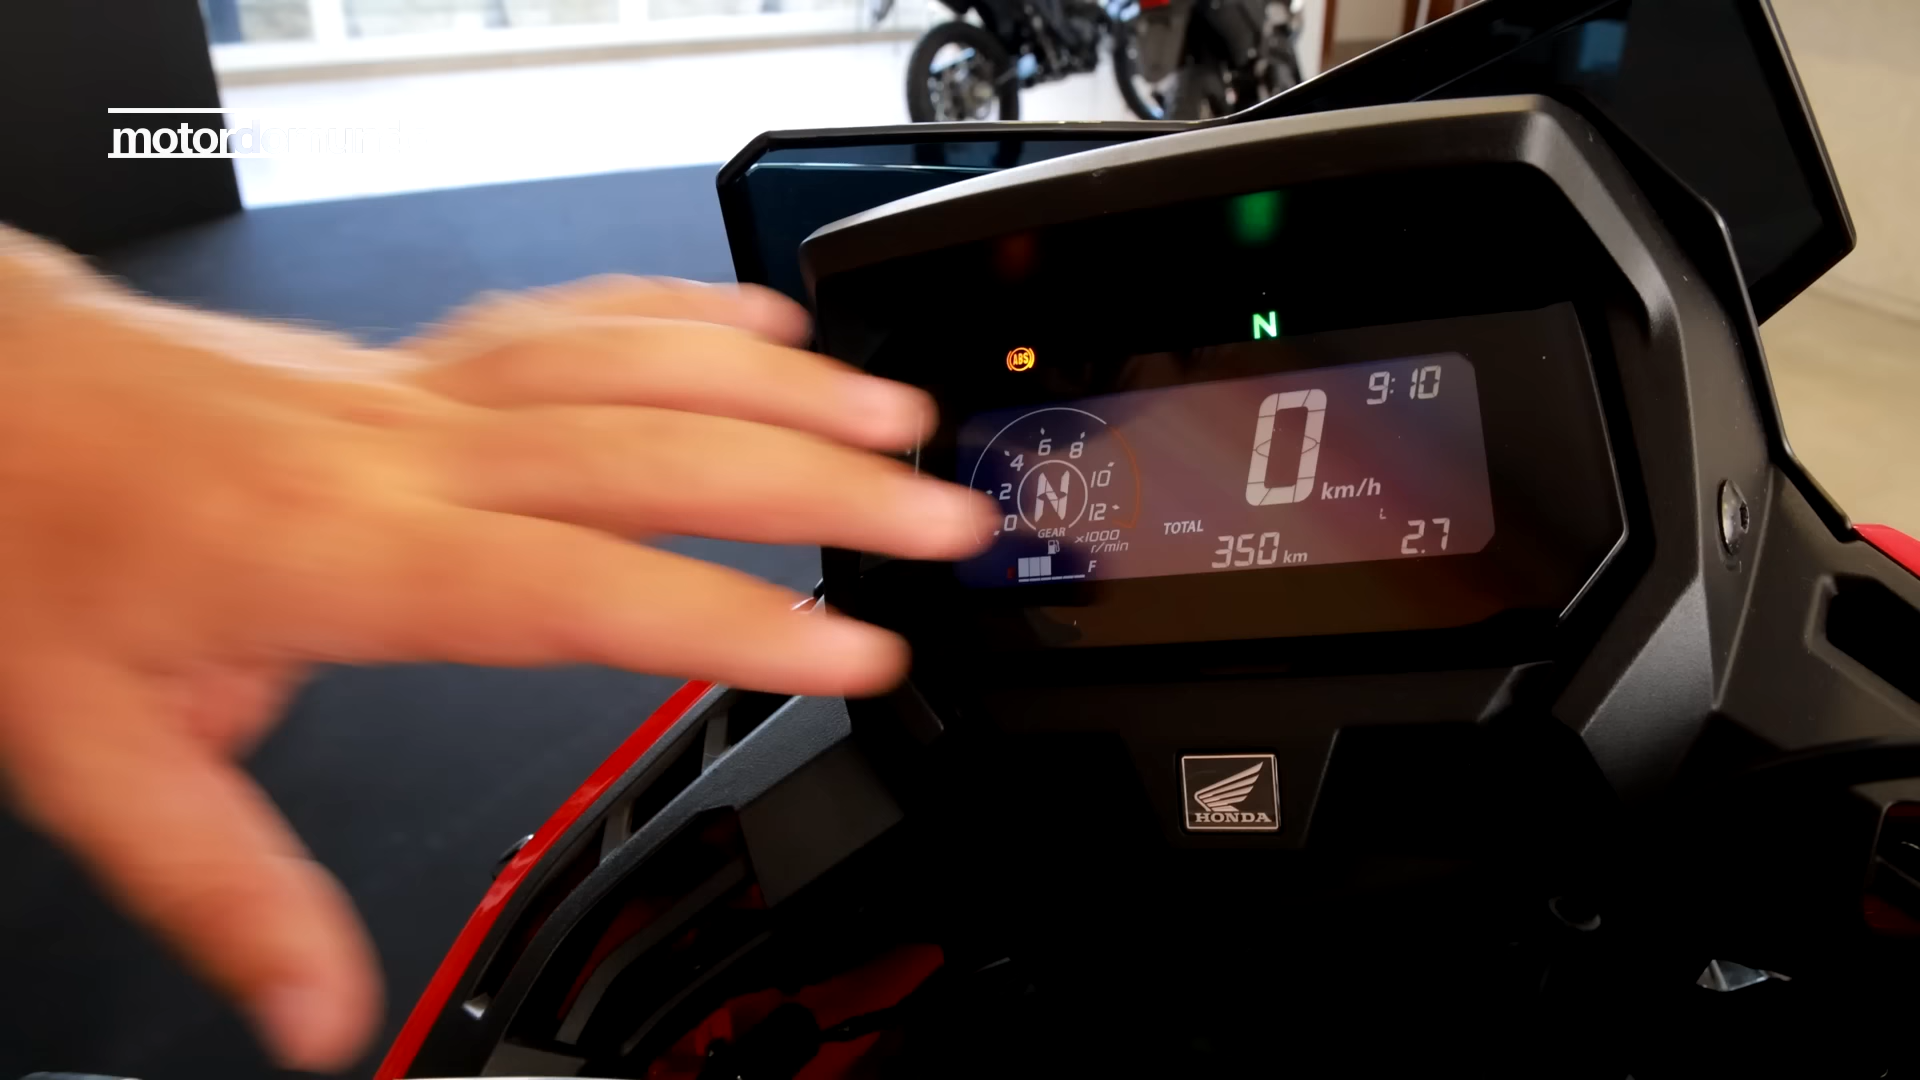 motordomun
N
ABS
9:10
0 km/h
0 2 4 6 8 10 12
N
GEAR
x1000
r/min
TOTAL
350 km
L
2.7
F
HONDA